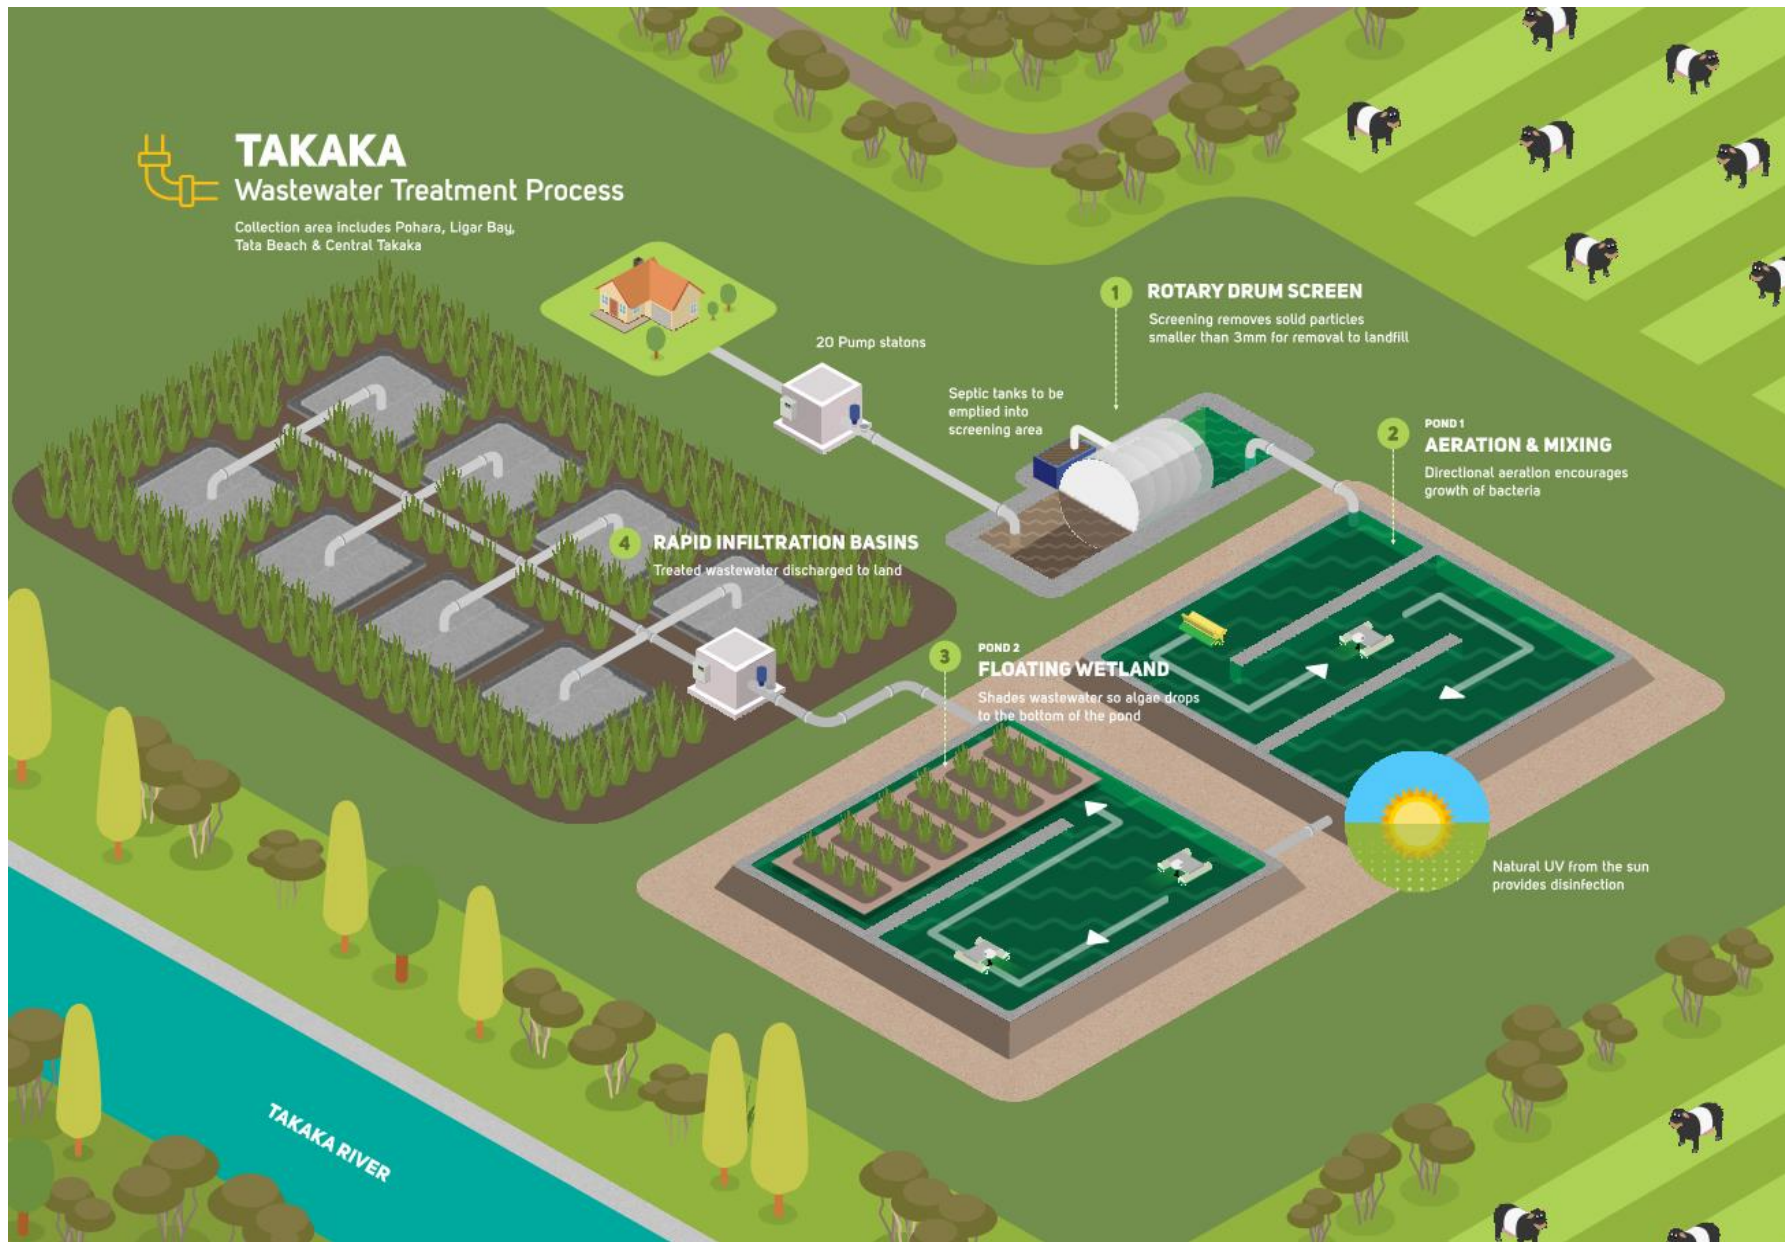 TAKAKA
Wastewater Treatment Process
Collection area includes Pohara, Ligar Bay,
Tata Beach & Central Takaka
20 Pump statons
1
ROTARY DRUM SCREEN
Screening removes solid particles
smaller than 3mm for removal to landfill
Septic tanks to be
emptied into
screening area
2
POND 1
AERATION & MIXING
Directional aeration encourages
growth of bacteria
4
RAPID INFILTRATION BASINS
Treated wastewater discharged to land
3
POND 2
FLOATING WETLAND
Shades wastewater so algae drops
to the bottom of the pond
Natural UV from the sun
provides disinfection
TAKAKA RIVER